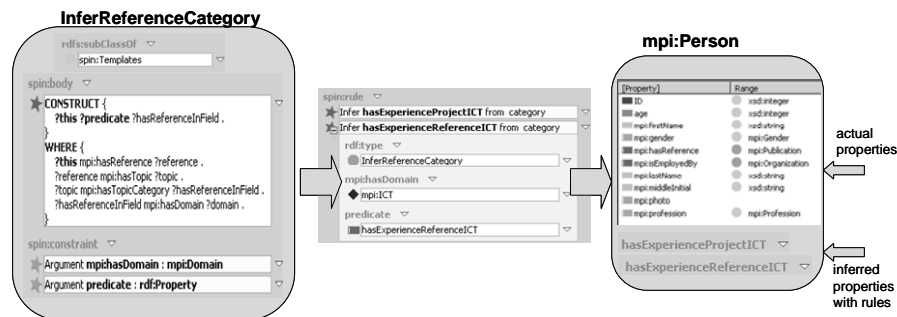 InferReferenceCategory
rdfs:subClassOf
spin:Templates
spin:body
CONSTRUCT {
?this ?predicate ?hasReferenceInField .
}
WHERE {
?this mpi:hasReference ?reference .
?reference mpi:hasTopic ?topic .
?topic mpi:hasTopicCategory ?hasReferenceInField .
?hasReferenceInField mpi:hasDomain ?domain .
}
spin:constraint
Argument mpi:hasDomain : mpi:Domain
Argument predicate : rdf:Property
spin:rule
Infer hasExperienceProjectICT from category
Infer hasExperienceReferenceICT from category
rdf:type
InferReferenceCategory
mpi:hasDomain
mpi:ICT
predicate
hasExperienceReferenceICT
mpi:Person
[Property] Range
ID xsd:integer
age xsd:integer
mpi:firstName xsd:string
mpi:gender mpi:Gender
mpi:hasReference mpi:Publication
mpi:isEmployedBy mpi:Organization
mpi:lastName xsd:string
mpi:middleInitial xsd:string
mpi:photo
mpi:profession mpi:Profession
hasExperienceProjectICT
hasExperienceReferenceICT
actual
properties
inferred
properties
with rules